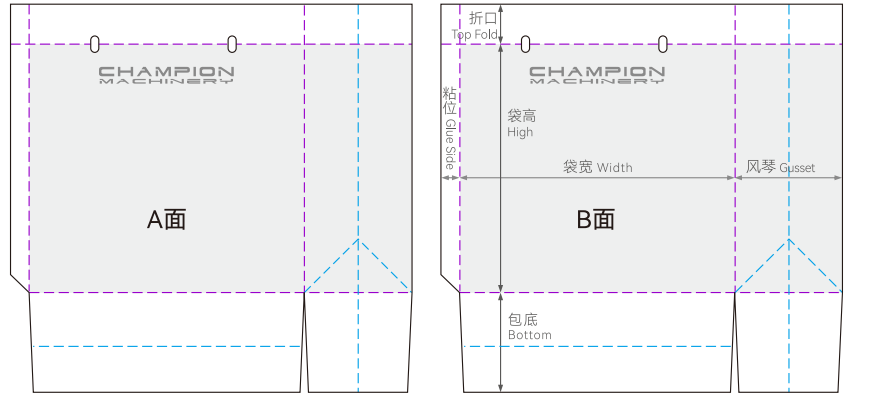 CHAMPION
MACHINERY
A面
折口
Top Fold
CHAMPION
MACHINERY
粘位 Glue Side
袋高
High
袋宽 Width
风琴 Gusset
B面
包底
Bottom